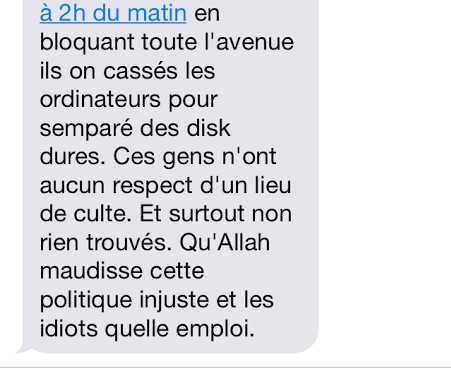 à 2h du matin en
bloquant toute l'avenue
ils on cassés les
ordinateurs pour
semparé des disk
dures. Ces gens n'ont
aucun respect d'un lieu
de culte. Et surtout non
rien trouvés. Qu'Allah
maudisse cette
politique injuste et les
idiots quelle emploi.